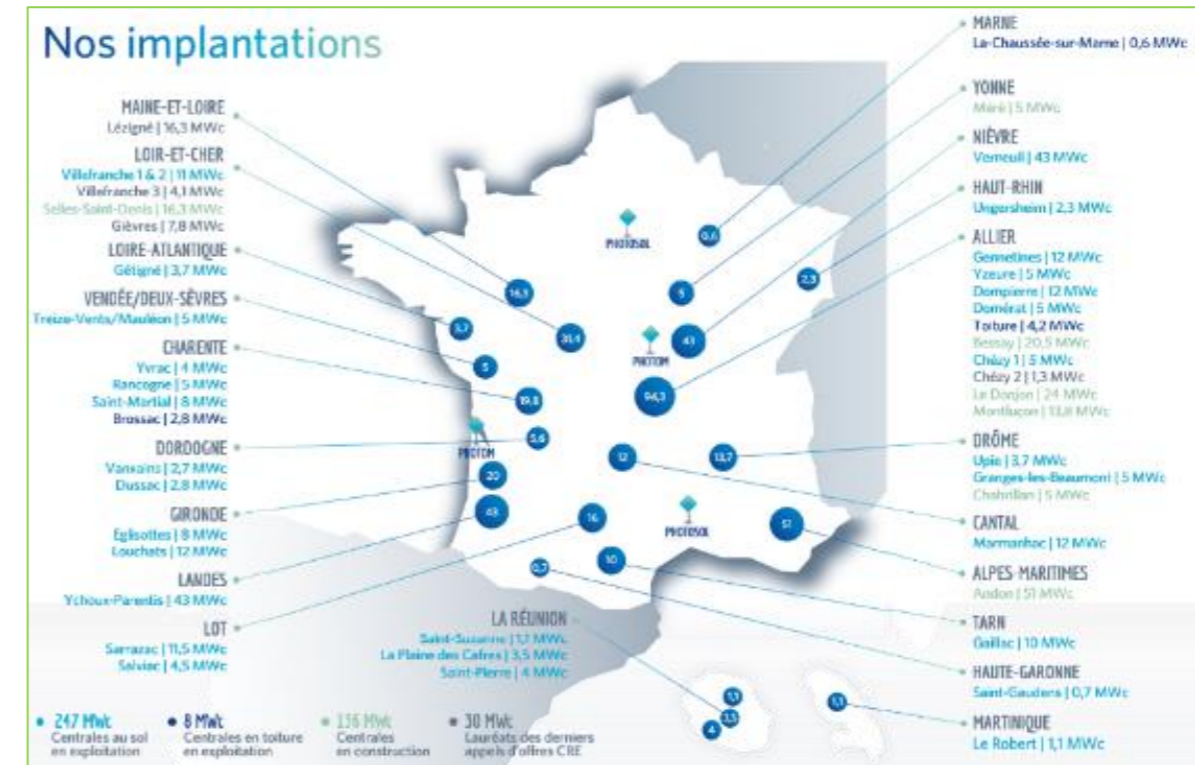 Nos implantations
MAINE-ET-LOIRE
Lézigné | 16,3 MWc
LOIR-ET-CHER
Villefranche 1 & 2 | 11 MWc
Villefranche 3 | 4,1 MWc
Selles-Saint-Denis | 16,3 MWc
Gièvres | 7,8 MWc
LOIRE-ATLANTIQUE
Gétigné | 3,7 MWc
VENDÉE/DEUX-SÈVRES
Treize-Vents/Mauléon | 5 MWc
CHARENTE
Yvrac | 4 MWc
Rancogne | 5 MWc
Saint-Martial | 8 MWc
Brossac | 2,8 MWc
DORDOGNE
Vanxains | 2,7 MWc
Dussac | 2,8 MWc
GIRONDE
Eglisottes | 8 MWc
Louchats | 12 MWc
LANDES
Ychoux-Parentis | 43 MWc
LOT
Sarrazac | 11,5 MWc
Salviac | 4,5 MWc
LA RÉUNION
Saint-Suzanne | 1,1 MWc
La Plaine des Cafres | 3,5 MWc
Saint-Pierre | 4 MWc
MARNE
La-Chaussée-sur-Marne | 0,6 MWc
YONNE
Méré | 5 MWc
NIÈVRE
Verneuil | 43 MWc
HAUT-RHIN
Ungersheim | 2,3 MWc
ALLIER
Gennetines | 12 MWc
Yzeure | 5 MWc
Dompierre | 12 MWc
Domérat | 5 MWc
Toiture | 4,2 MWc
Bessay | 20,5 MWc
Chézy 1 | 5 MWc
Chézy 2 | 1,3 MWc
Le Donjon | 24 MWc
Montluçon | 13,8 MWc
DRÔME
Upie | 3,7 MWc
Granges-les-Beaumont | 5 MWc
Chabrillan | 5 MWc
CANTAL
Marmanhac | 12 MWc
ALPES-MARITIMES
Andon | 51 MWc
TARN
Gaillac | 10 MWc
HAUTE-GARONNE
Saint-Gaudens | 0,7 MWc
MARTINIQUE
Le Robert | 1,1 MWc
PHOTOSOL
0,6
16,3
5
2,3
3,7
31,4
PHOTOM
43
5
19,8
94,3
PHOTOM
5,6
20
12
13,7
43
16
PHOTOSOL
51
0,7
10
1,1
3,5
4
1,1
247 MWc
Centrales au sol
en exploitation
8 MWc
Centrales en toiture
en exploitation
136 MWc
Centrales
en construction
30 MWc
Lauréats des derniers
appels d'offres CRE